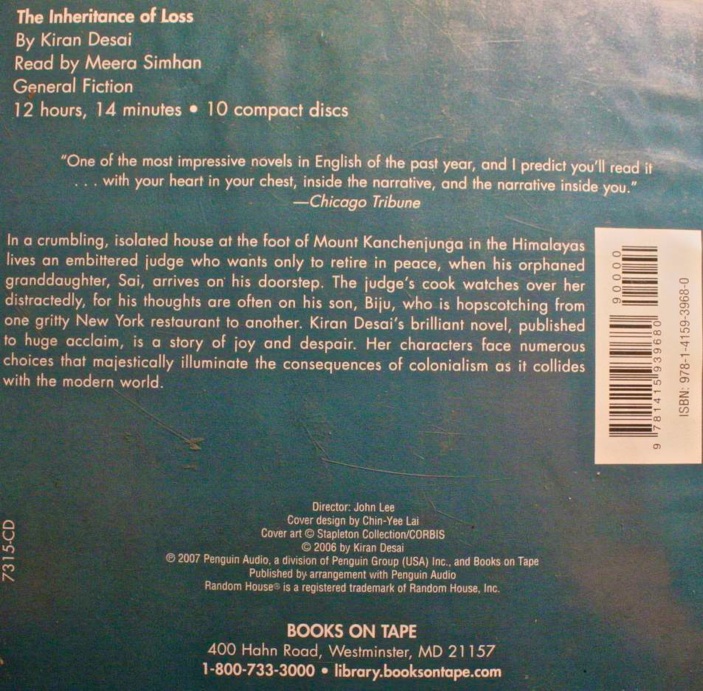 The Inheritance of Loss
By Kiran Desai
Read by Meera Simhan
General Fiction
12 hours, 14 minutes • 10 compact discs
"One of the most impressive novels in English of the past year, and I predict you'll read it
. . . with your heart in your chest, inside the narrative, and the narrative inside you."
—Chicago Tribune
In a crumbling, isolated house at the foot of Mount Kanchenjunga in the Himalayas
lives an embittered judge who wants only to retire in peace, when his orphaned
granddaughter, Sai, arrives on his doorstep. The judge's cook watches over her
distractedly, for his thoughts are often on his son, Biju, who is hopscotching from
one gritty New York restaurant to another. Kiran Desai's brilliant novel, published
to huge acclaim, is a story of joy and despair. Her characters face numerous
choices that majestically illuminate the consequences of colonialism as it collides
with the modern world.
90000
9 781415 939680
ISBN: 978-1-4159-3968-0
7315-CD
Director: John Lee
Cover design by Chin-Yee Lai
Cover art © Stapleton Collection/CORBIS
© 2006 by Kiran Desai
℗ 2007 Penguin Audio, a division of Penguin Group (USA) Inc., and Books on Tape
Published by arrangement with Penguin Audio
Random House® is a registered trademark of Random House, Inc.
BOOKS ON TAPE
400 Hahn Road, Westminster, MD 21157
1-800-733-3000 • library.booksontape.com